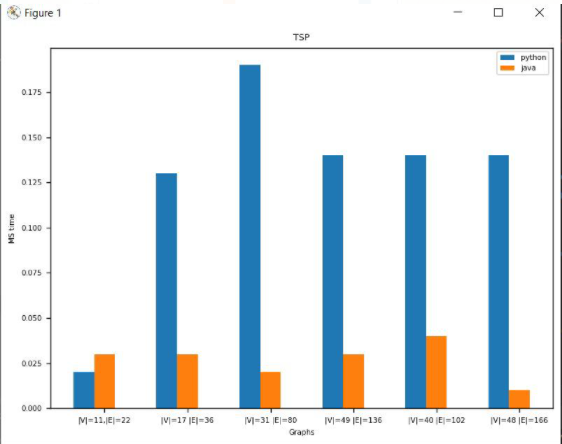 Figure 1
TSP
python
java
0.175
0.150
0.125
0.100
0.075
0.050
0.025
0.000
MS time
|V|=11,|E|=22 |V|=17 |E|=36 |V|=31 |E|=80 |V|=49 |E|=136 |V|=40 |E|=102 |V|=48 |E|=166
Graphs